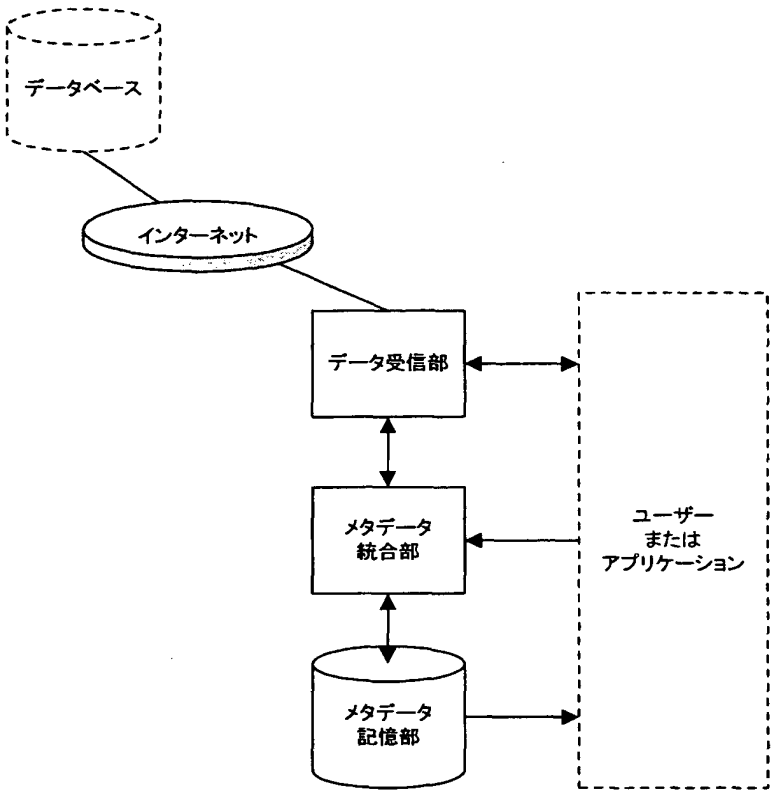 データベース
インターネット
データ受信部
メタデータ
統合部
ユーザー
または
アプリケーション
メタデータ
記憶部